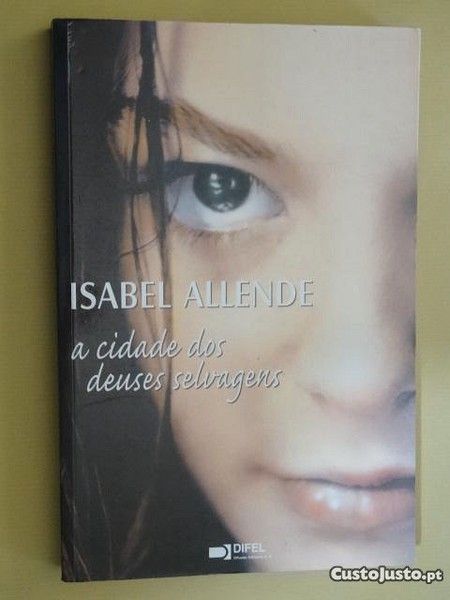 ISABEL ALLENDE
a cidade dos
deuses selvagens
DIFEL
CustoJusto.pt